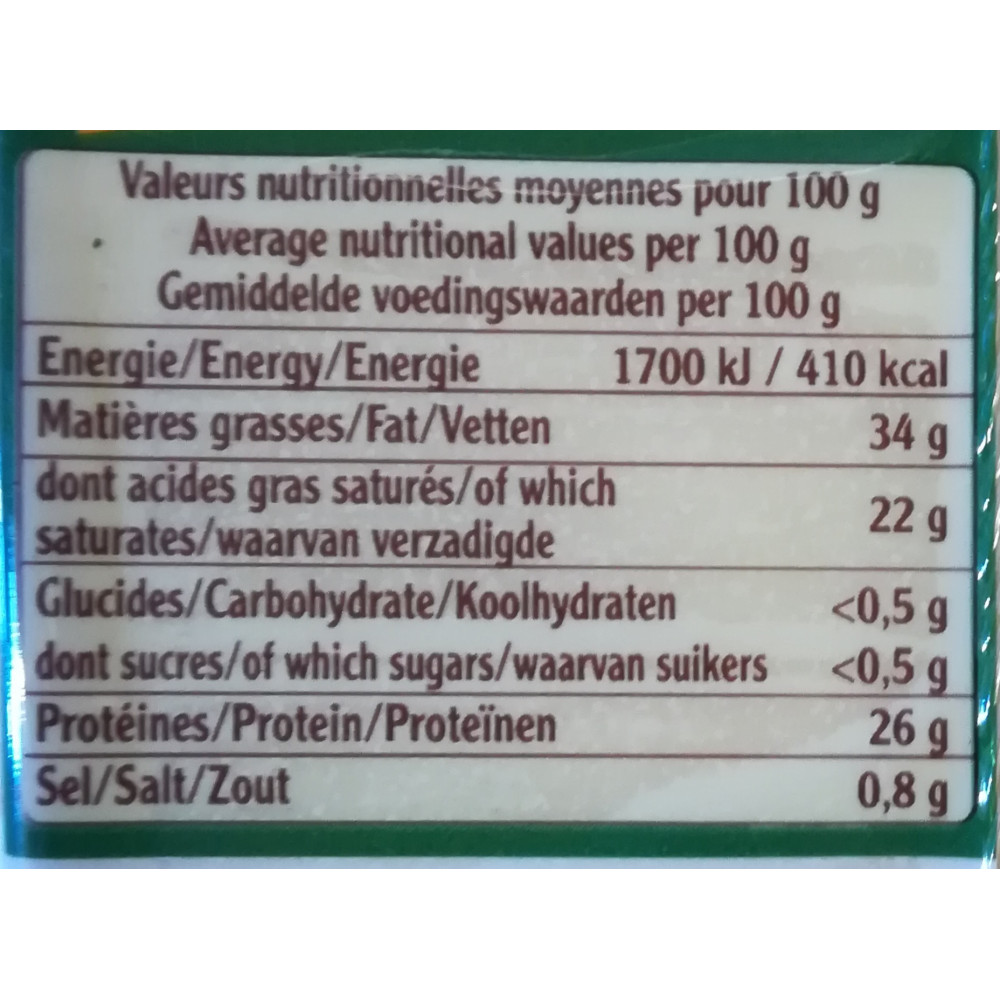 Valeurs nutritionnelles moyennes pour 100 g
Average nutritional values per 100 g
Gemiddelde voedingswaarden per 100 g
Energie/Energy/Energie 1700 kJ / 410 kcal
Matières grasses/Fat/Vetten 34 g
dont acides gras saturés/of which
saturates/waarvan verzadigde 22 g
Glucides/Carbohydrate/Koolhydraten <0,5 g
dont sucres/of which sugars/waarvan suikers <0,5 g
Protéines/Protein/Proteïnen 26 g
Sel/Salt/Zout 0,8 g